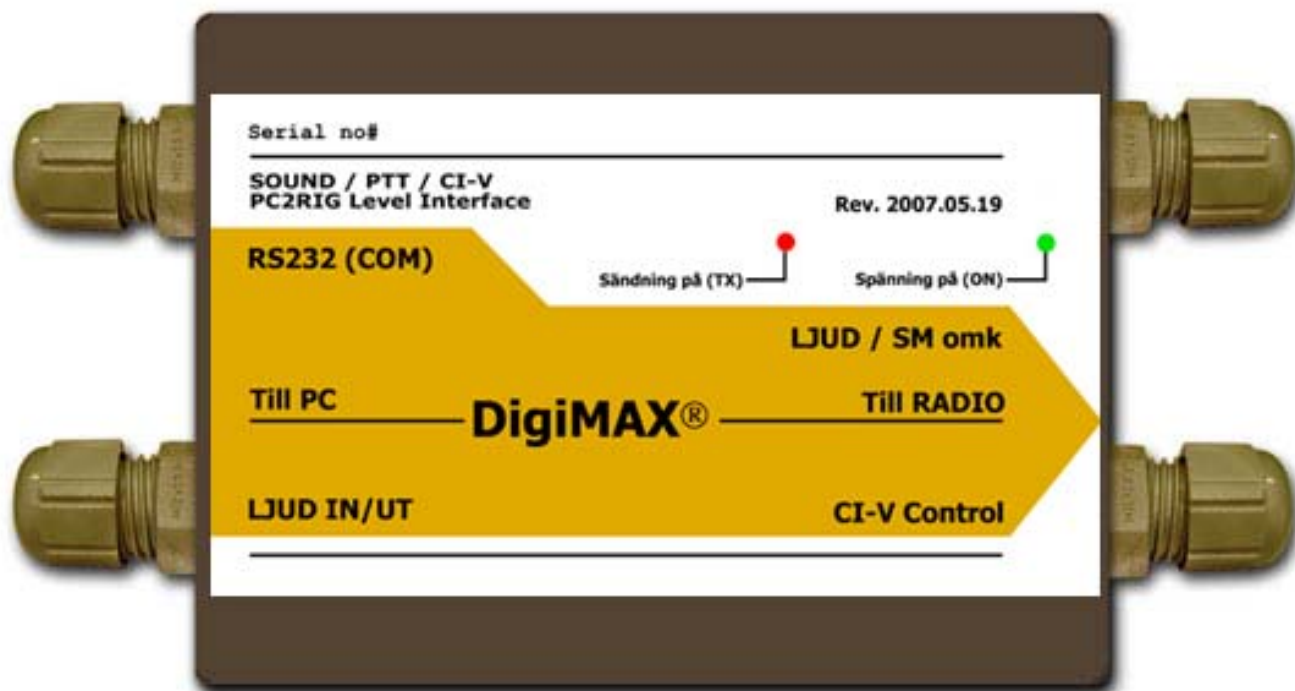 Serial no#
SOUND / PTT / CI-V
PC2RIG Level Interface
Rev. 2007.05.19
RS232 (COM)
Sändning på (TX)
Spänning på (ON)
LJUD / SM omk
Till PC
DigiMAX®
Till RADIO
LJUD IN/UT
CI-V Control